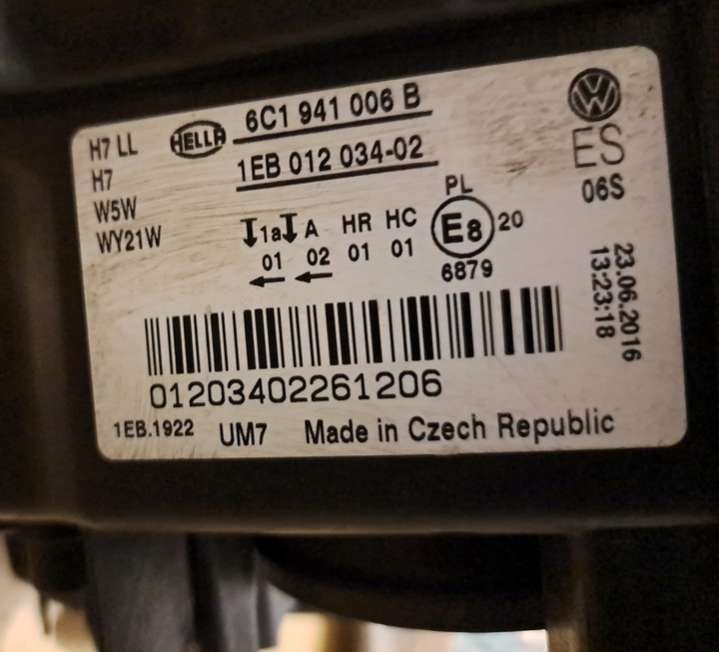 H7 LL
H7
W5W
WY21W
HELLA
6C1 941 006 B
1EB 012 034-02
1a A HR HC
01 02 01 01
PL
E8 20
6879
VW
ES
06S
23.06.2016
13:23:18
01203402261206
1EB.1922 UM7 Made in Czech Republic